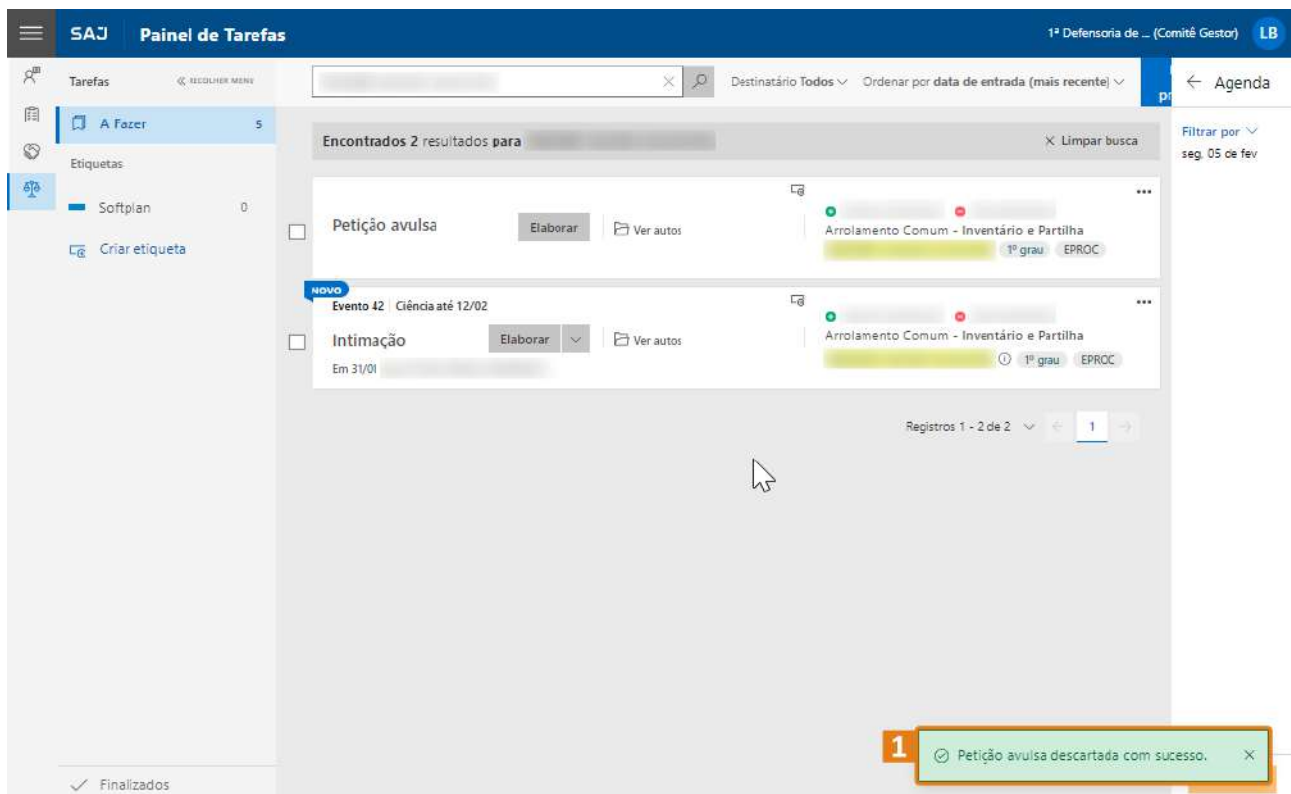 SAJ Painel de Tarefas
1ª Defensoria de ... (Comitê Gestor) LB
Tarefas
RECOLHER MENU
Destinatário Todos
Ordenar por data de entrada (mais recente)
Agenda
A Fazer 5
Encontrados 2 resultados para
Limpar busca
Filtrar por
seg, 05 de fev
Etiquetas
Softplan 0
Criar etiqueta
Petição avulsa
Elaborar
Ver autos
Arrolamento Comum - Inventário e Partilha
1º grau EPROC
NOVO
Evento 42 Ciência até 12/02
Intimação
Elaborar
Ver autos
Em 31/01
Arrolamento Comum - Inventário e Partilha
1º grau EPROC
Registros 1 - 2 de 2
1
1
Petição avulsa descartada com sucesso.
Finalizados